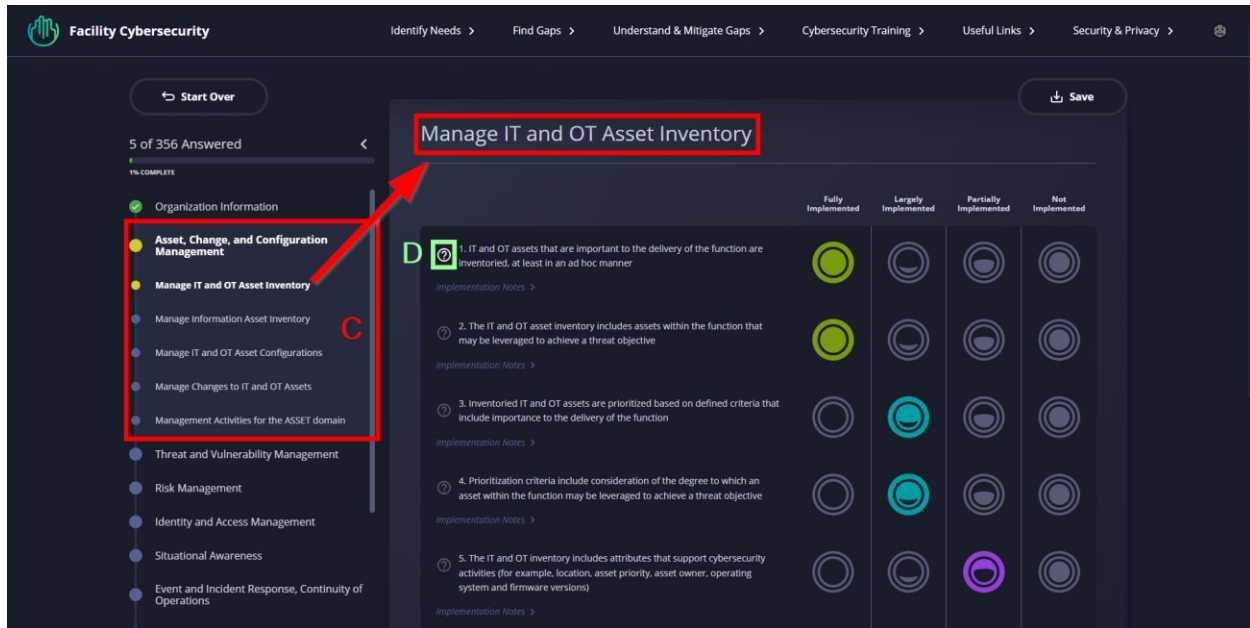 Facility Cybersecurity
Identify Needs >
Find Gaps >
Understand & Mitigate Gaps >
Cybersecurity Training >
Useful Links >
Security & Privacy >
Start Over
Save
5 of 356 Answered
1% COMPLETE
Organization Information
Asset, Change, and Configuration
Management
Manage IT and OT Asset Inventory
Manage Information Asset Inventory
Manage IT and OT Asset Configurations
Manage Changes to IT and OT Assets
Management Activities for the ASSET domain
C
Threat and Vulnerability Management
Risk Management
Identity and Access Management
Situational Awareness
Event and Incident Response, Continuity of
Operations
Manage IT and OT Asset Inventory
Fully
Implemented
Largely
Implemented
Partially
Implemented
Not
Implemented
D
1. IT and OT assets that are important to the delivery of the function are
inventoried, at least in an ad hoc manner
Implementation Notes >
2. The IT and OT asset inventory includes assets within the function that
may be leveraged to achieve a threat objective
Implementation Notes >
3. Inventoried IT and OT assets are prioritized based on defined criteria that
include importance to the delivery of the function
Implementation Notes >
4. Prioritization criteria include consideration of the degree to which an
asset within the function may be leveraged to achieve a threat objective
Implementation Notes >
5. The IT and OT inventory includes attributes that support cybersecurity
activities (for example, location, asset priority, asset owner, operating
system and firmware versions)
Implementation Notes >